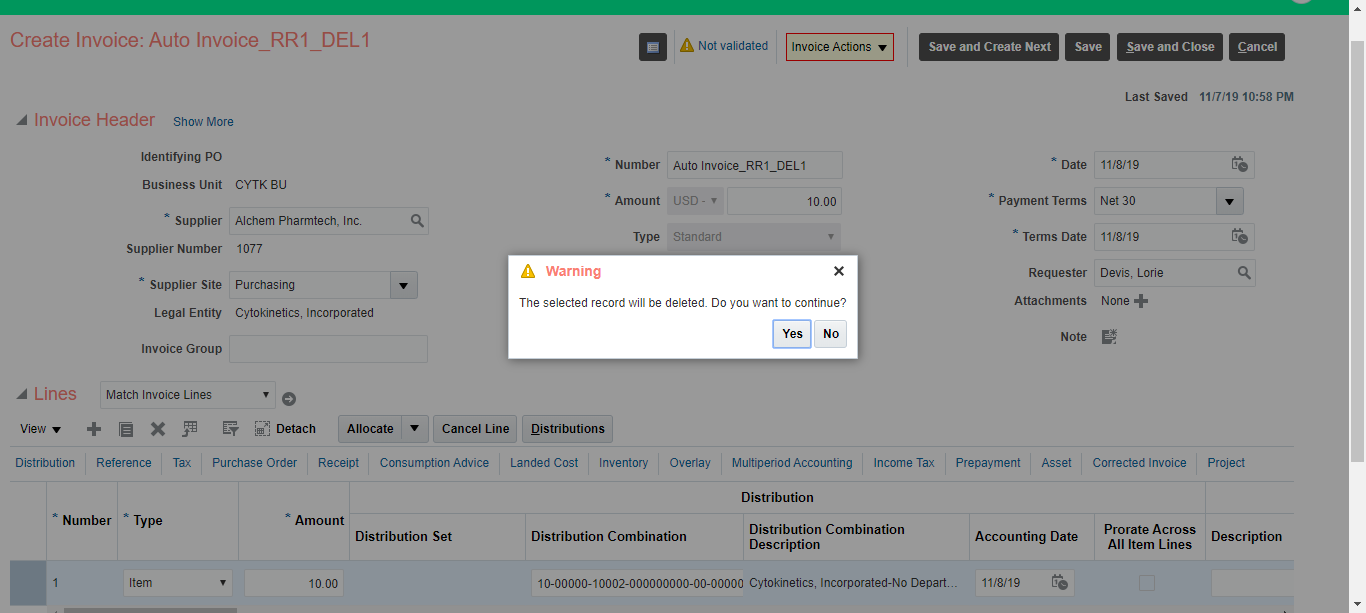 Create Invoice: Auto Invoice_RR1_DEL1
Not validated
Invoice Actions
Save and Create Next
Save
Save and Close
Cancel
Last Saved 11/7/19 10:58 PM
Invoice Header
Show More
Identifying PO
Business Unit CYTK BU
* Supplier Alchem Pharmtech, Inc.
Supplier Number 1077
* Supplier Site Purchasing
Legal Entity Cytokinetics, Incorporated
Invoice Group
* Number Auto Invoice_RR1_DEL1
* Amount USD - 10.00
Type Standard
* Date 11/8/19
* Payment Terms Net 30
* Terms Date 11/8/19
Requester Devis, Lorie
Attachments None
Note
Warning
The selected record will be deleted. Do you want to continue?
Yes No
Lines Match Invoice Lines
View Detach Allocate Cancel Line Distributions
Distribution Reference Tax Purchase Order Receipt Consumption Advice Landed Cost Inventory Overlay Multiperiod Accounting Income Tax Prepayment Asset Corrected Invoice Project
Distribution
* Number * Type * Amount Distribution Set Distribution Combination Distribution Combination Description Accounting Date Prorate Across All Item Lines Description
1 Item 10.00 10-00000-10002-000000000-00-00000 Cytokinetics, Incorporated-No Depart... 11/8/19